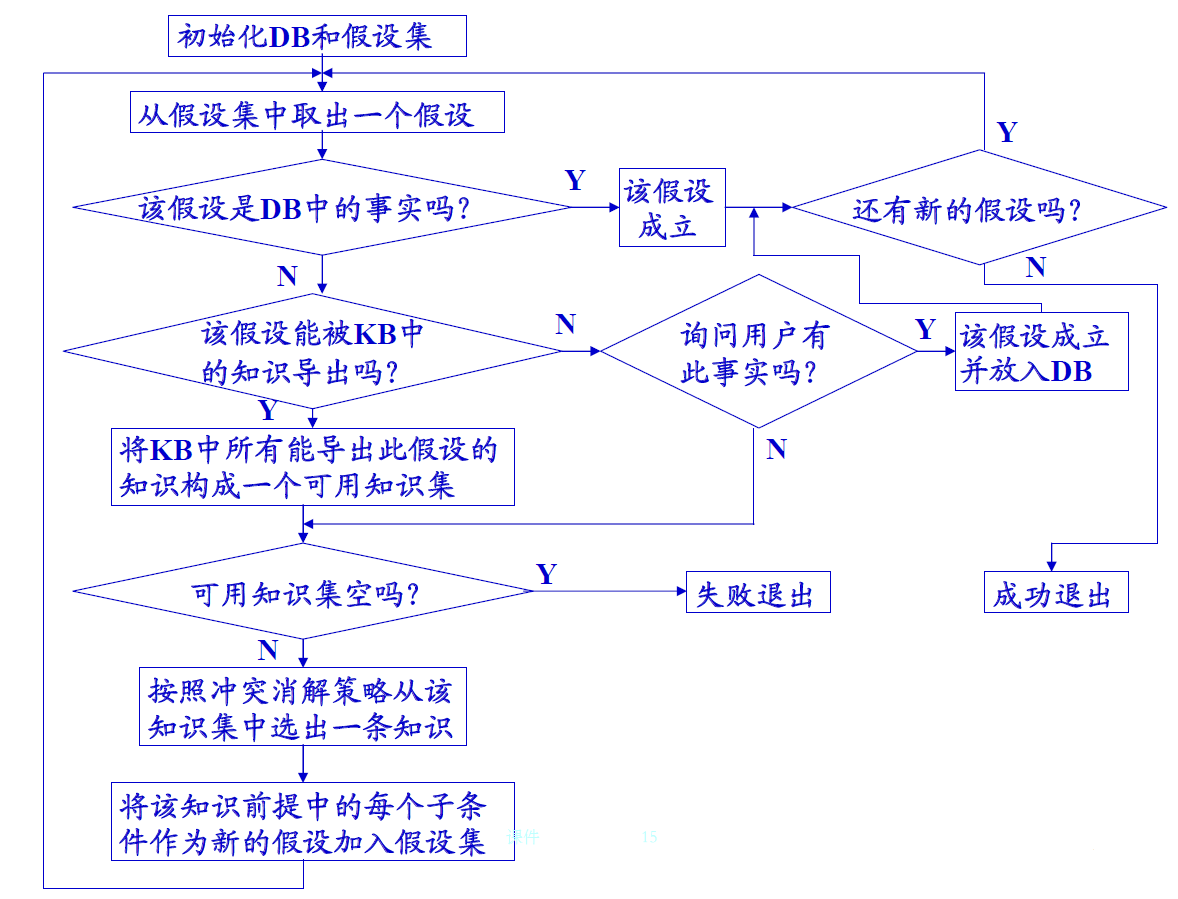 初始化DB和假设集
从假设集中取出一个假设
Y
该假设是DB中的事实吗？
Y
该假设
成立
还有新的假设吗？
N
N
该假设能被KB中
的知识导出吗？
N
询问用户有
此事实吗？
Y
该假设成立
并放入DB
Y
将KB中所有能导出此假设的
知识构成一个可用知识集
N
可用知识集空吗？
Y
失败退出
成功退出
N
按照冲突消解策略从该
知识集中选出一条知识
将该知识前提中的每个子条
件作为新的假设加入假设集
课件
15